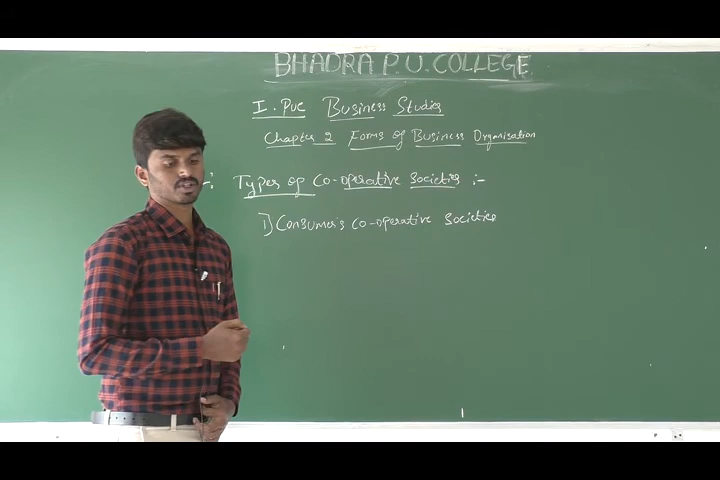 BHADRA P.U. COLLEGE
I. PUC Business Studies
Chapter 2 Forms of Business Organisation
∴ Types of Co-operative Societies :-
1] Consumer's Co-operative Societies